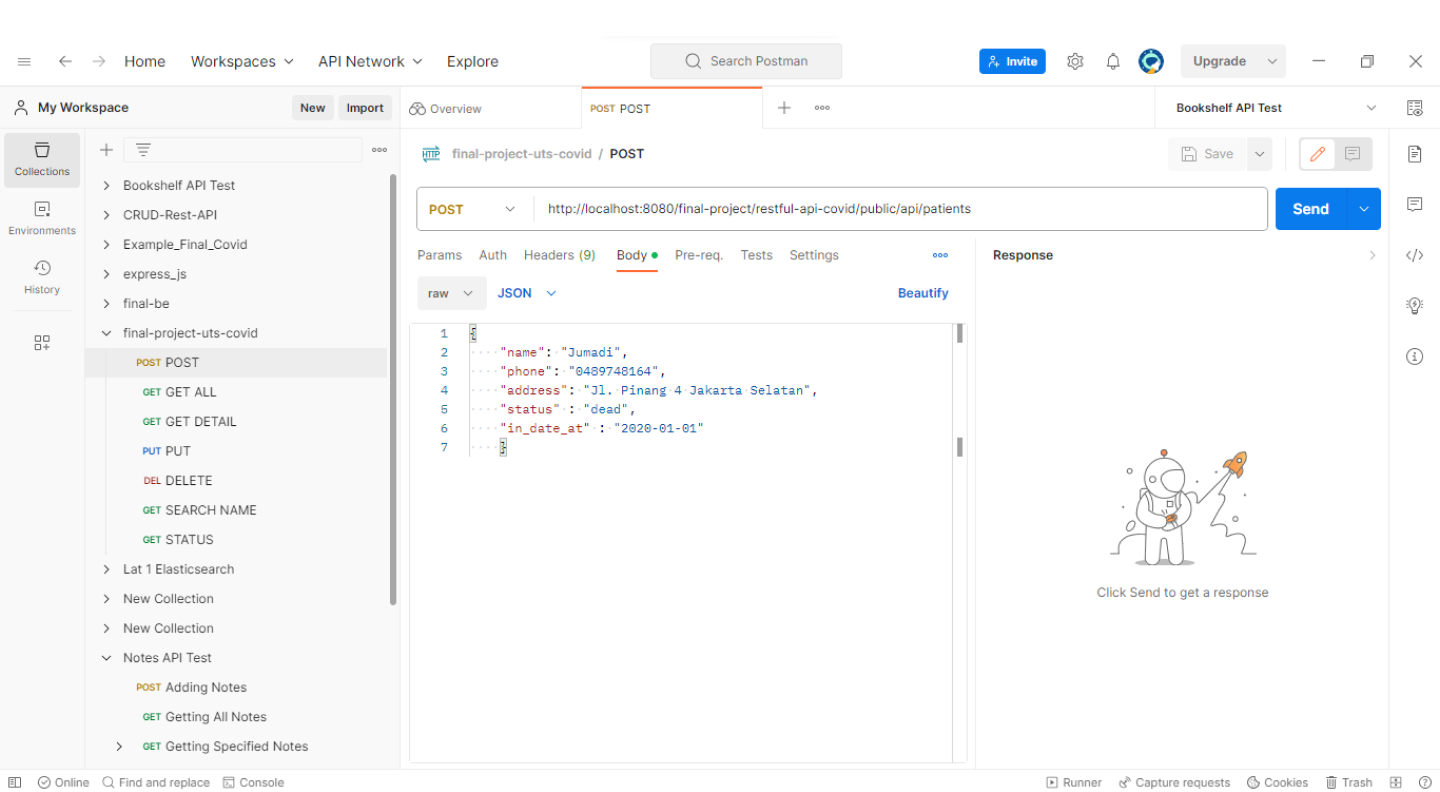 Home Workspaces API Network Explore Search Postman Invite Upgrade
My Workspace New Import Overview POST POST Bookshelf API Test
Collections
Environments
History
Bookshelf API Test
CRUD-Rest-API
Example_Final_Covid
express_js
final-be
final-project-uts-covid
POST POST
GET GET ALL
GET GET DETAIL
PUT PUT
DEL DELETE
GET SEARCH NAME
GET STATUS
Lat 1 Elasticsearch
New Collection
New Collection
Notes API Test
POST Adding Notes
GET Getting All Notes
GET Getting Specified Notes
HTTP final-project-uts-covid / POST Save
POST http://localhost:8080/final-project/restful-api-covid/public/api/patients Send
Params Auth Headers (9) Body Pre-req. Tests Settings
raw JSON Beautify
1 {
2 "name": "Jumadi",
3 "phone": "0489748164",
4 "address": "Jl. Pinang 4 Jakarta Selatan",
5 "status" : "dead",
6 "in_date_at" : "2020-01-01"
7 }
Response
Click Send to get a response
Online Find and replace Console Runner Capture requests Cookies Trash